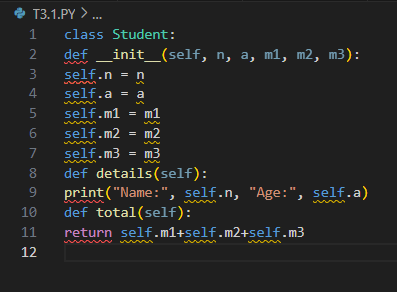 T3.1.PY > ...
1 class Student:
2 def __init__(self, n, a, m1, m2, m3):
3 self.n = n
4 self.a = a
5 self.m1 = m1
6 self.m2 = m2
7 self.m3 = m3
8 def details(self):
9 print("Name:", self.n, "Age:", self.a)
10 def total(self):
11 return self.m1+self.m2+self.m3
12